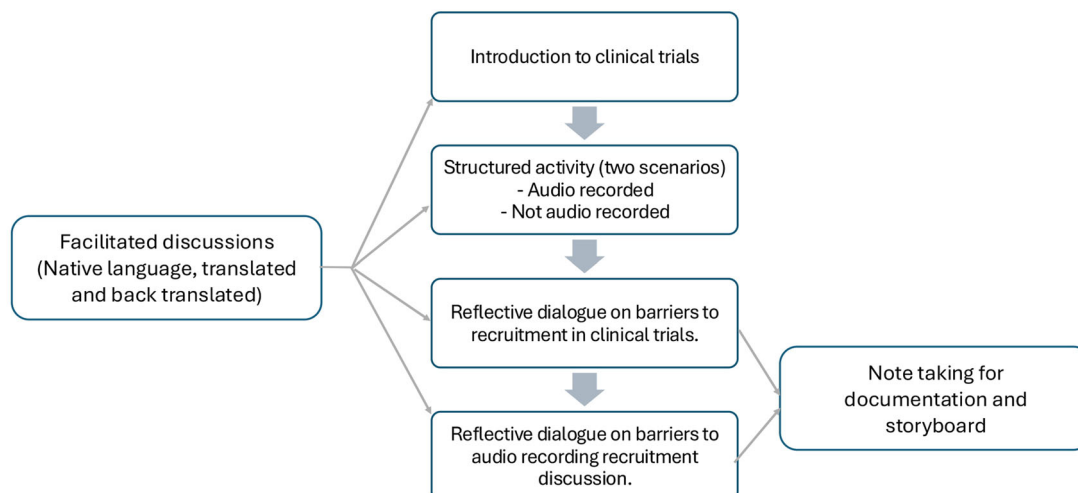 Introduction to clinical trials
Structured activity (two scenarios)
- Audio recorded
- Not audio recorded
Facilitated discussions
(Native language, translated
and back translated)
Reflective dialogue on barriers to
recruitment in clinical trials.
Note taking for
documentation and
storyboard
Reflective dialogue on barriers to
audio recording recruitment
discussion.